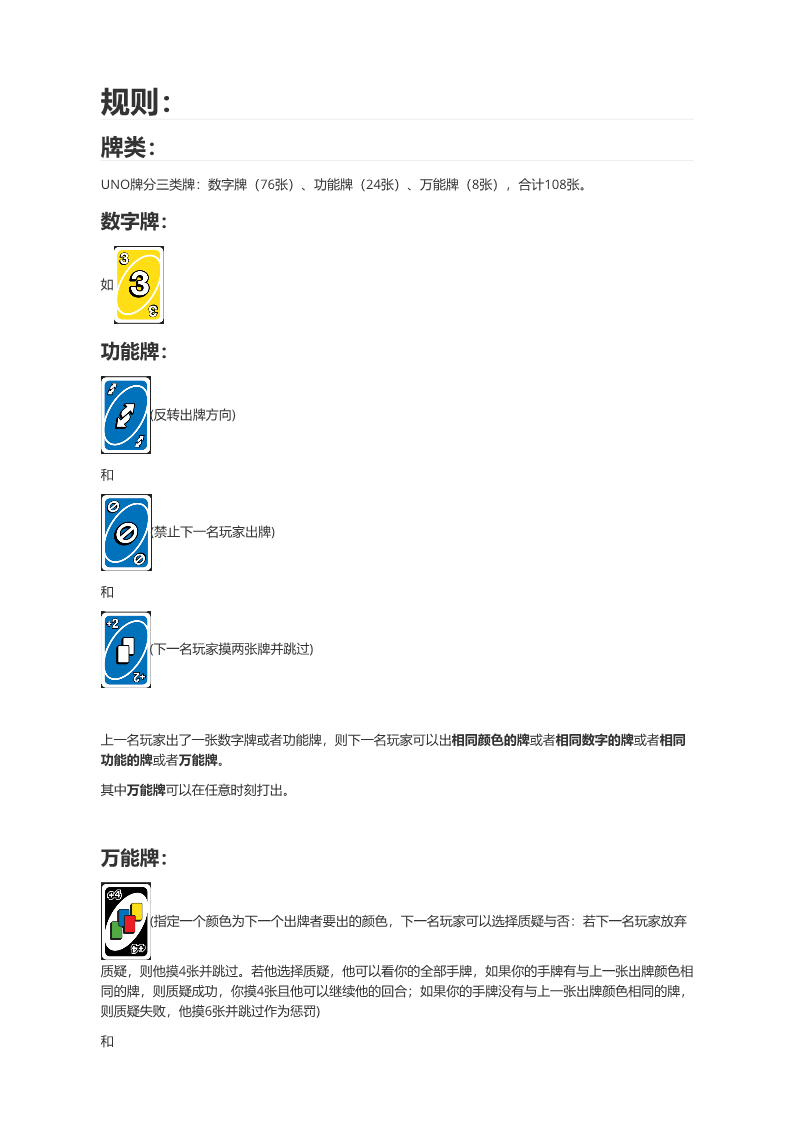 规则：
牌类：
UNO牌分三类牌：数字牌（76张）、功能牌（24张）、万能牌（8张），合计108张。
数字牌：
3
如
3
3
功能牌：
(反转出牌方向)
和
(禁止下一名玩家出牌)
和
+2
(下一名玩家摸两张牌并跳过)
+2
上一名玩家出了一张数字牌或者功能牌，则下一名玩家可以出相同颜色的牌或者相同数字的牌或者相同
功能的牌或者万能牌。
其中万能牌可以在任意时刻打出。
万能牌：
+4
(指定一个颜色为下一个出牌者要出的颜色，下一名玩家可以选择质疑与否：若下一名玩家放弃
+4
质疑，则他摸4张并跳过。若他选择质疑，他可以看你的全部手牌，如果你的手牌有与上一张出牌颜色相
同的牌，则质疑成功，你摸4张且他可以继续他的回合；如果你的手牌没有与上一张出牌颜色相同的牌，
则质疑失败，他摸6张并跳过作为惩罚)
和